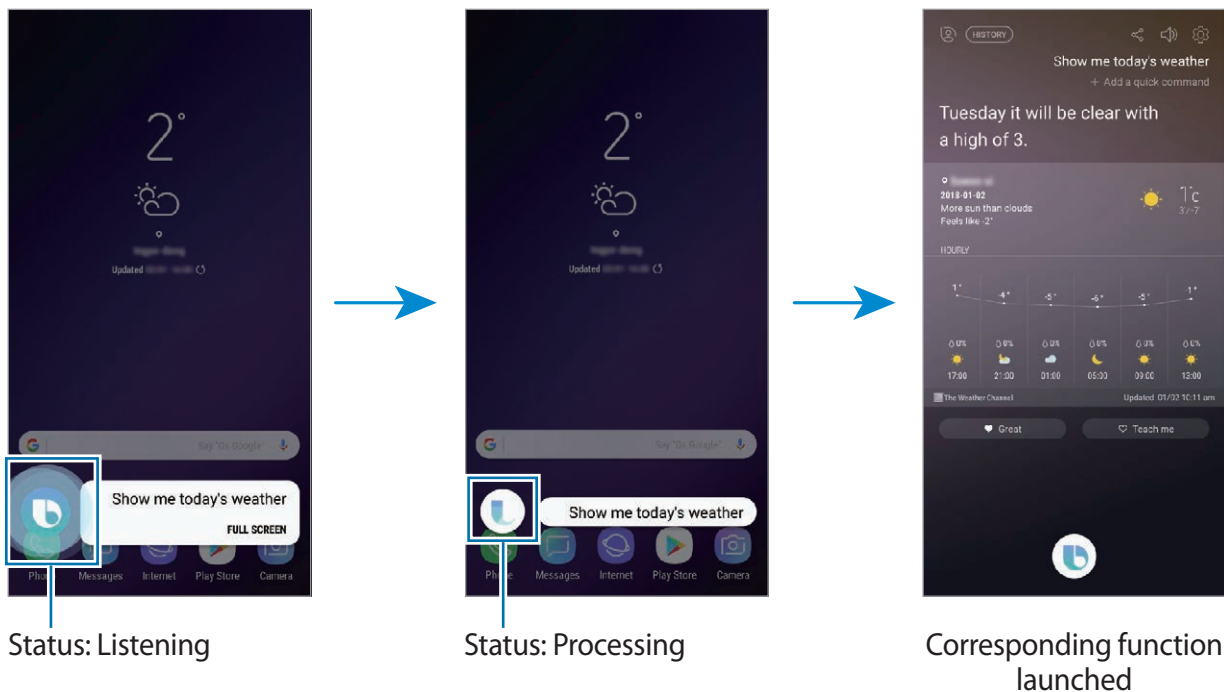 2°
Updated
Say "Ok Google"
Show me today's weather
FULL SCREEN
Messages
Internet
Play Store
Camera
Status: Listening
2°
Updated
Say "Ok Google"
Show me today's weather
Phone
Messages
Internet
Play Store
Camera
Status: Processing
HISTORY
Show me today's weather
+ Add a quick command
Tuesday it will be clear with
a high of 3.
2018-01-02
More sun than clouds
Feels like -2°
HOURLY
-4° -5° -6° -5° -1°
0% 0% 0% 0% 0% 0%
17:00 21:00 01:00 05:00 09:00 13:00
The Weather Channel Updated 01/02 10:11 am
Great Teach me
Corresponding function
launched